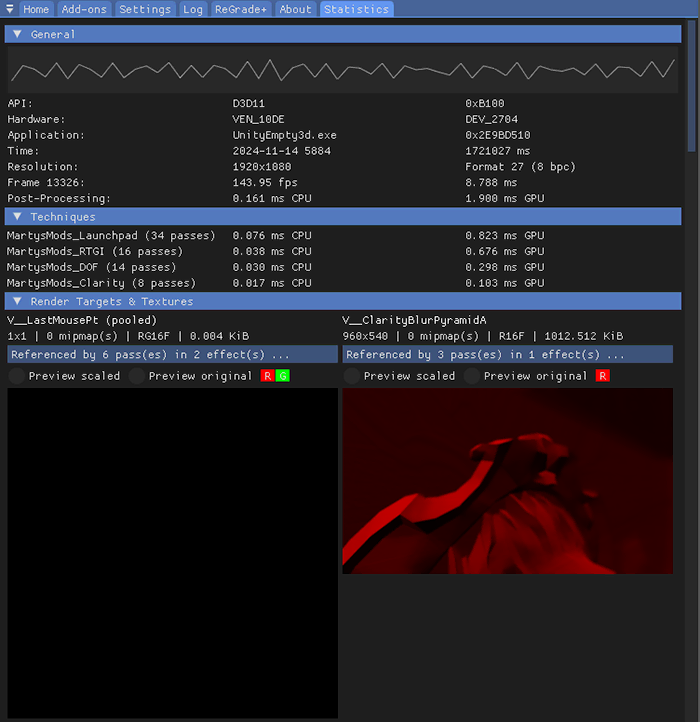 Home Add-ons Settings Log ReGrade+ About Statistics
General
API: D3D11 0xB100
Hardware: VEN_10DE DEV_2704
Application: UnityEmpty3d.exe 0x2E9BD510
Time: 2024-11-14 5884 1721027 ms
Resolution: 1920x1080 Format 27 (8 bpc)
Frame 13326: 143.95 fps 8.788 ms
Post-Processing: 0.161 ms CPU 1.900 ms GPU
Techniques
MartysMods_Launchpad (34 passes) 0.076 ms CPU 0.823 ms GPU
MartysMods_RTGI (16 passes) 0.038 ms CPU 0.676 ms GPU
MartysMods_DOF (14 passes) 0.030 ms CPU 0.298 ms GPU
MartysMods_Clarity (8 passes) 0.017 ms CPU 0.103 ms GPU
Render Targets & Textures
V__LastMousePt (pooled) V__ClarityBlurPyramidA
1x1 | 0 mipmap(s) | RG16F | 0.004 KiB 960x540 | 0 mipmap(s) | R16F | 1012.512 KiB
Referenced by 6 pass(es) in 2 effect(s) ... Referenced by 3 pass(es) in 1 effect(s) ...
Preview scaled Preview original R G Preview scaled Preview original R